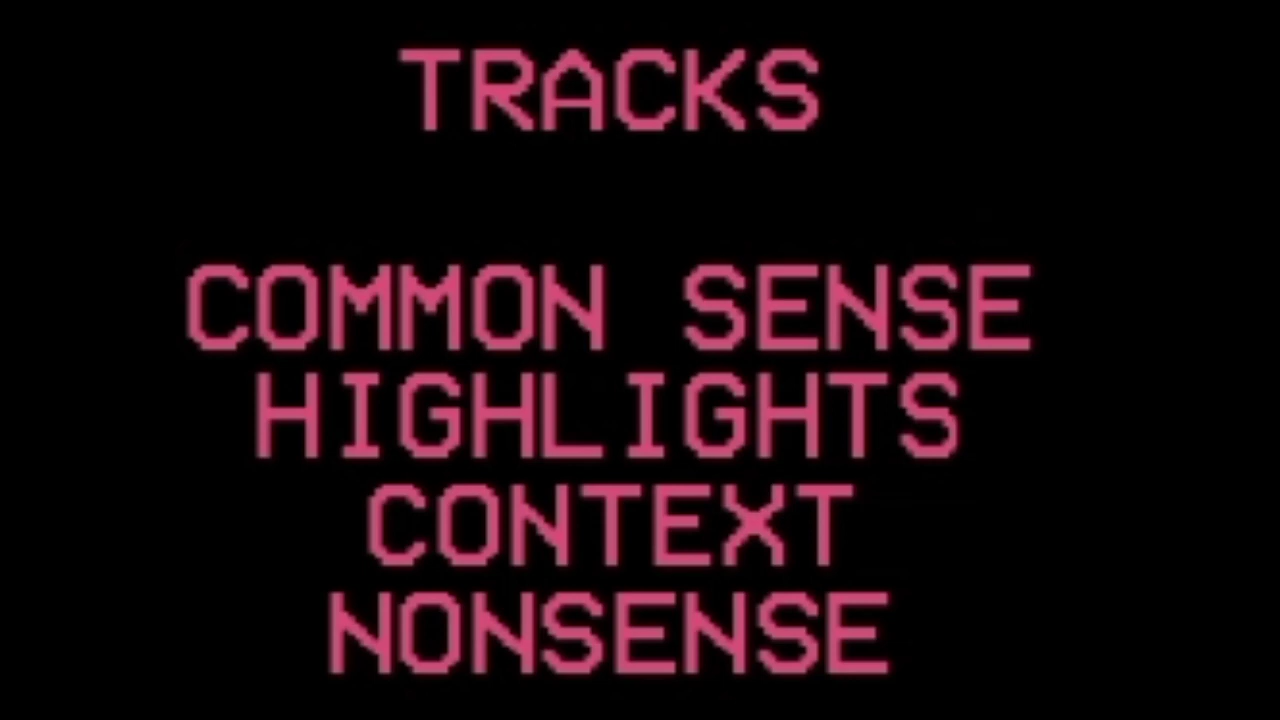 TRACKS
COMMON SENSE
HIGHLIGHTS
CONTEXT
NONSENSE